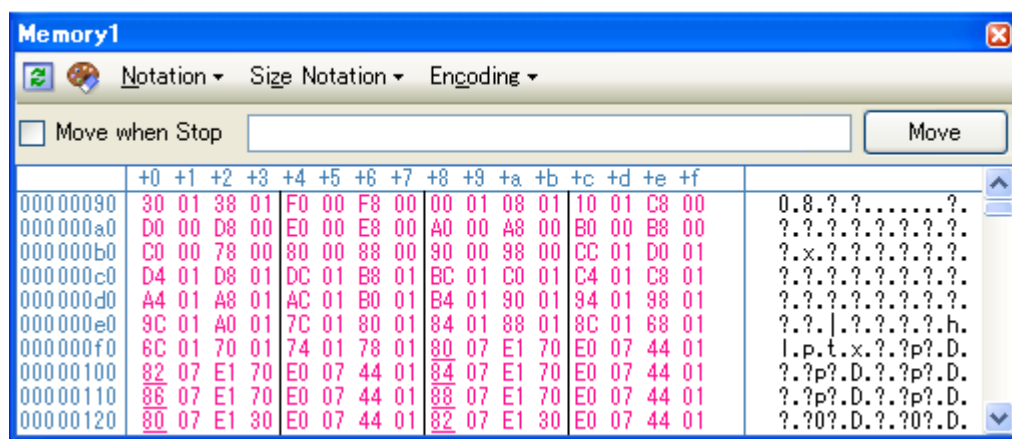 Memory1
Notation Size Notation Encoding
Move when Stop Move
+0 +1 +2 +3 +4 +5 +6 +7 +8 +9 +a +b +c +d +e +f
00000090 30 01 38 01 F0 00 F8 00 00 01 08 01 10 01 C8 00 0.8.?.?.......?.
000000a0 D0 00 D8 00 E0 00 E8 00 A0 00 A8 00 B0 00 B8 00 ?.?.?.?.?.?.?.?.
000000b0 C0 00 78 00 80 00 88 00 90 00 98 00 CC 01 D0 01 ?.x.?.?.?.?.?.?.
000000c0 D4 01 D8 01 DC 01 B8 01 BC 01 C0 01 C4 01 C8 01 ?.?.?.?.?.?.?.?.
000000d0 A4 01 A8 01 AC 01 B0 01 B4 01 90 01 94 01 98 01 ?.?.?.?.?.?.?.?.
000000e0 9C 01 A0 01 7C 01 80 01 84 01 88 01 8C 01 68 01 ?.?.|.?.?.?.?.h.
000000f0 6C 01 70 01 74 01 78 01 80 07 E1 70 E0 07 44 01 l.p.t.x.?.?p?.D.
00000100 82 07 E1 70 E0 07 44 01 84 07 E1 70 E0 07 44 01 ?.?p?.D.?.?p?.D.
00000110 86 07 E1 70 E0 07 44 01 88 07 E1 70 E0 07 44 01 ?.?p?.D.?.?p?.D.
00000120 80 07 E1 30 E0 07 44 01 82 07 E1 30 E0 07 44 01 ?.?0?.D.?.?0?.D.